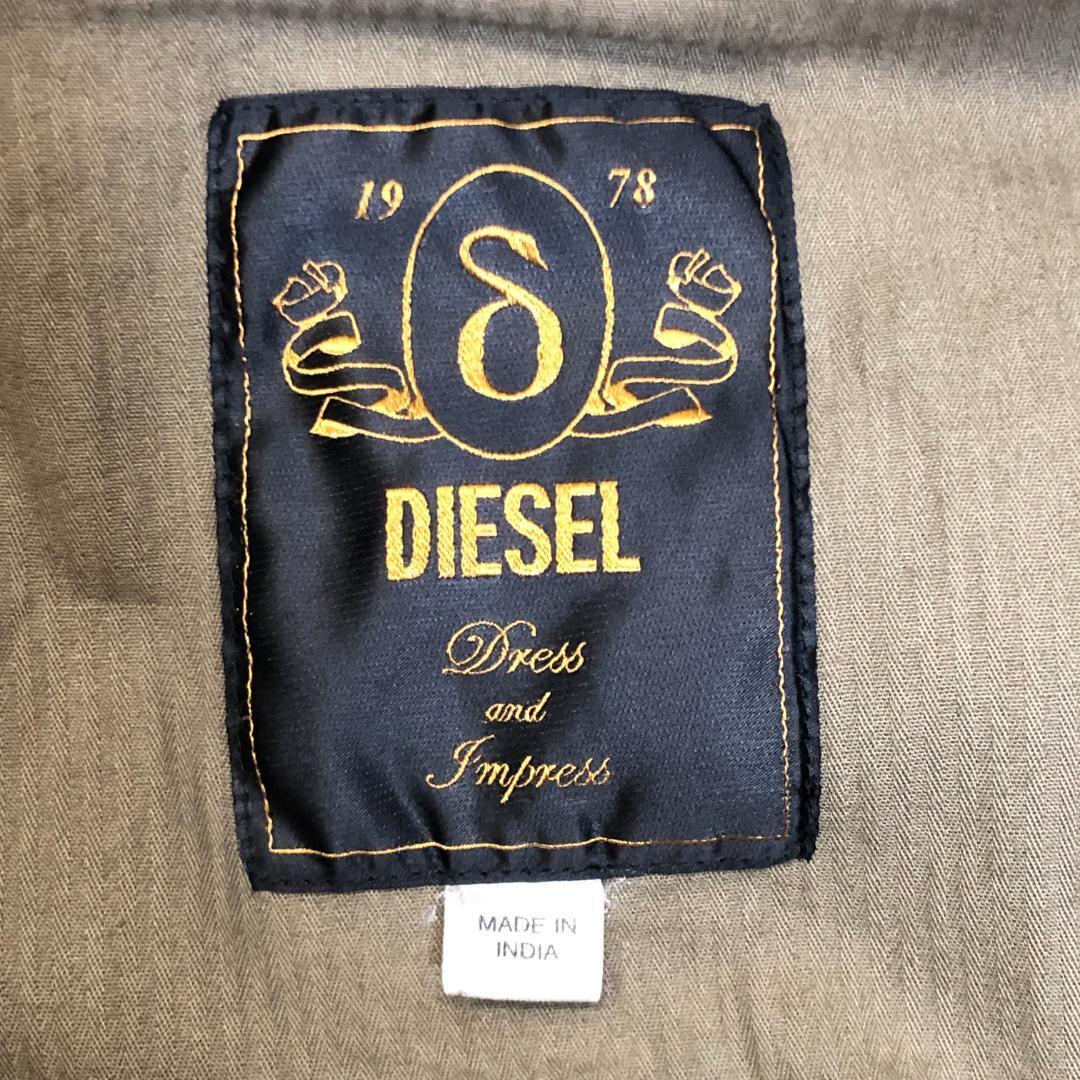 19 78
δ
DIESEL
Dress
and
Impress
MADE IN
INDIA